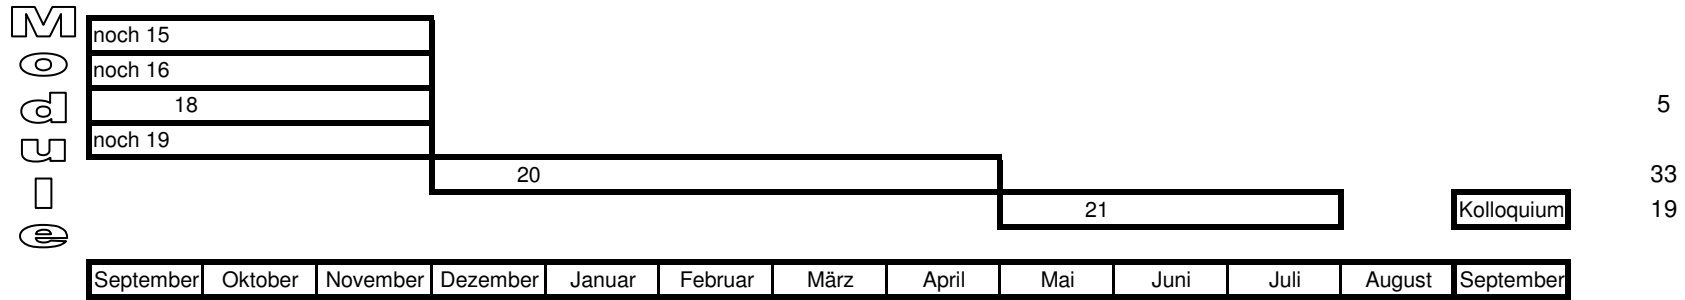 Module
noch 15
noch 16
18 5
noch 19
20 33
21 Kolloquium 19
September Oktober November Dezember Januar Februar März April Mai Juni Juli August September